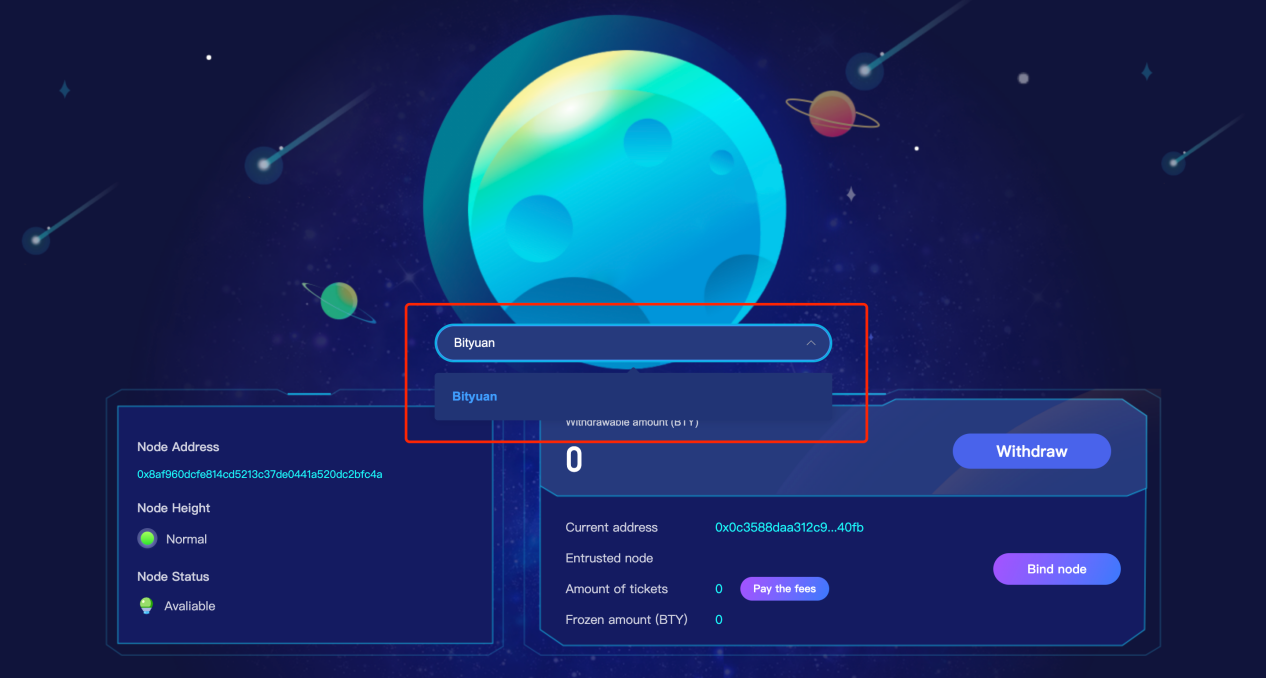 Bityuan
Bityuan
Node Address
0x8af960dcfe814cd5213c37de0441a520dc2bfc4a
Node Height
Normal
Node Status
Avaliable
Withdrawable amount (BTY)
0
Withdraw
Current address 0x0c3588daa312c9...40fb
Entrusted node
Bind node
Amount of tickets 0 Pay the fees
Frozen amount (BTY) 0